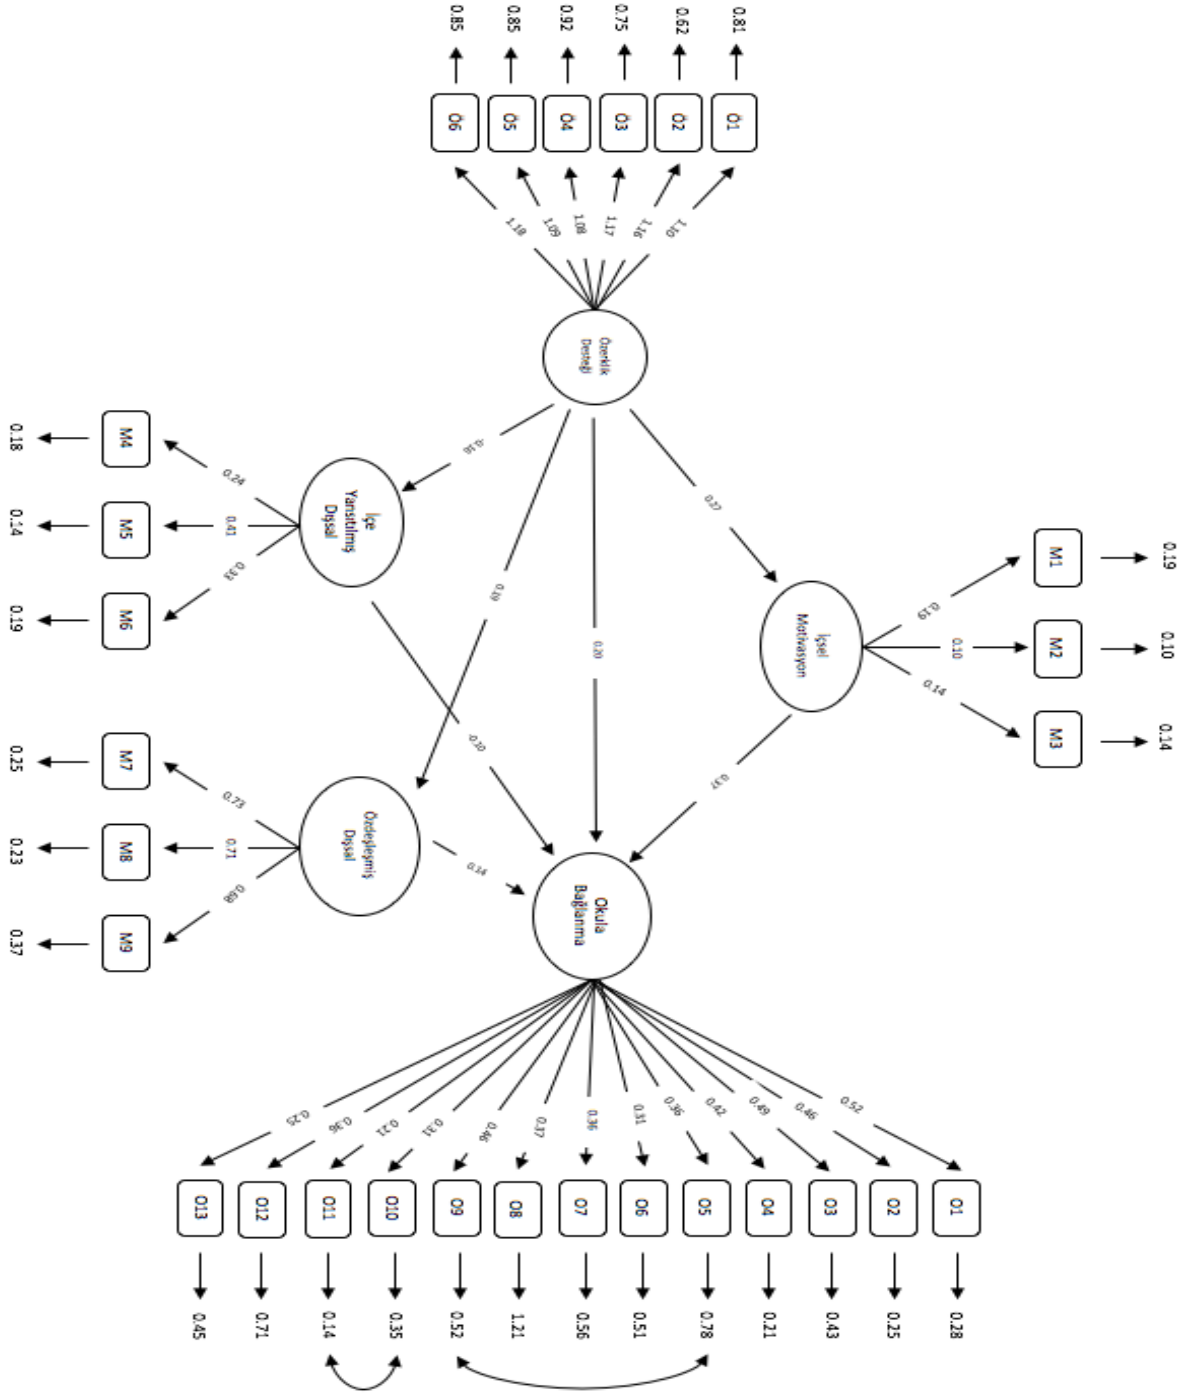 0.19
0.10
0.14
M1
M2
M3
0.19
0.10
0.14
İçsel
Motivasyon
0.27
0.37
0.81
Ö1
1.10
0.62
Ö2
1.16
0.75
Ö3
1.17
0.92
Ö4
1.08
0.85
Ö5
1.09
0.85
Ö6
1.18
Özerklik
Desteği
0.20
Okula
Bağlanma
0.52
O1
0.28
0.46
O2
0.25
0.49
O3
0.43
0.42
O4
0.21
0.36
O5
0.78
0.31
O6
0.51
0.36
O7
0.56
0.37
O8
1.21
0.46
O9
0.52
0.31
O10
0.35
0.21
O11
0.14
0.36
O12
0.71
0.25
O13
0.45
-0.16
0.19
-0.10
0.14
İçe
Yansıtılmış
Dışsal
Özdeşleşmiş
Dışsal
0.24
0.41
0.33
0.73
0.71
0.68
M4
M5
M6
M7
M8
M9
0.18
0.14
0.19
0.25
0.23
0.37